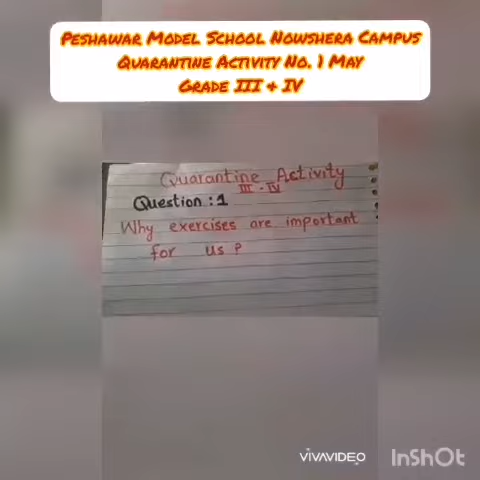 Peshawar Model School Nowshera Campus
Quarantine Activity No. 1 May
Grade III & IV
Quarantine Activity
III - IV
Question : 1
Why exercises are important
for us ?
VIVAVIDEO
InShOt